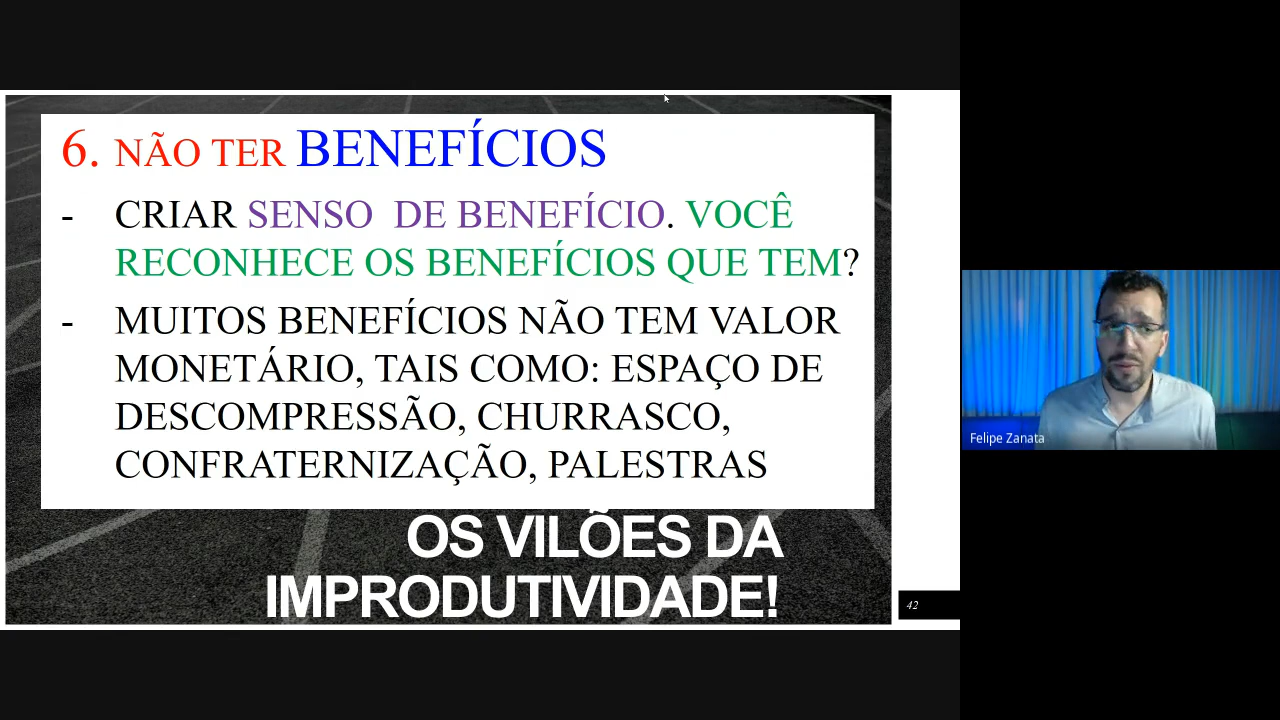 6. NÃO TER BENEFÍCIOS
- CRIAR SENSO DE BENEFÍCIO. VOCÊ
RECONHECE OS BENEFÍCIOS QUE TEM?
- MUITOS BENEFÍCIOS NÃO TEM VALOR
MONETÁRIO, TAIS COMO: ESPAÇO DE
DESCOMPRESSÃO, CHURRASCO,
CONFRATERNIZAÇÃO, PALESTRAS
OS VILÕES DA
IMPRODUTIVIDADE!
42
Felipe Zanata